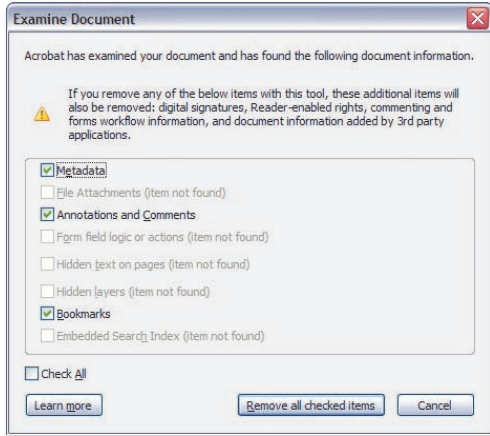 Examine Document
Acrobat has examined your document and has found the following document information.
If you remove any of the below items with this tool, these additional items will
also be removed: digital signatures, Reader-enabled rights, commenting and
forms workflow information, and document information added by 3rd party
applications.
Metadata
File Attachments (item not found)
Annotations and Comments
Form field logic or actions (item not found)
Hidden text on pages (item not found)
Hidden layers (item not found)
Bookmarks
Embedded Search Index (item not found)
Check All
Learn more
Remove all checked items
Cancel